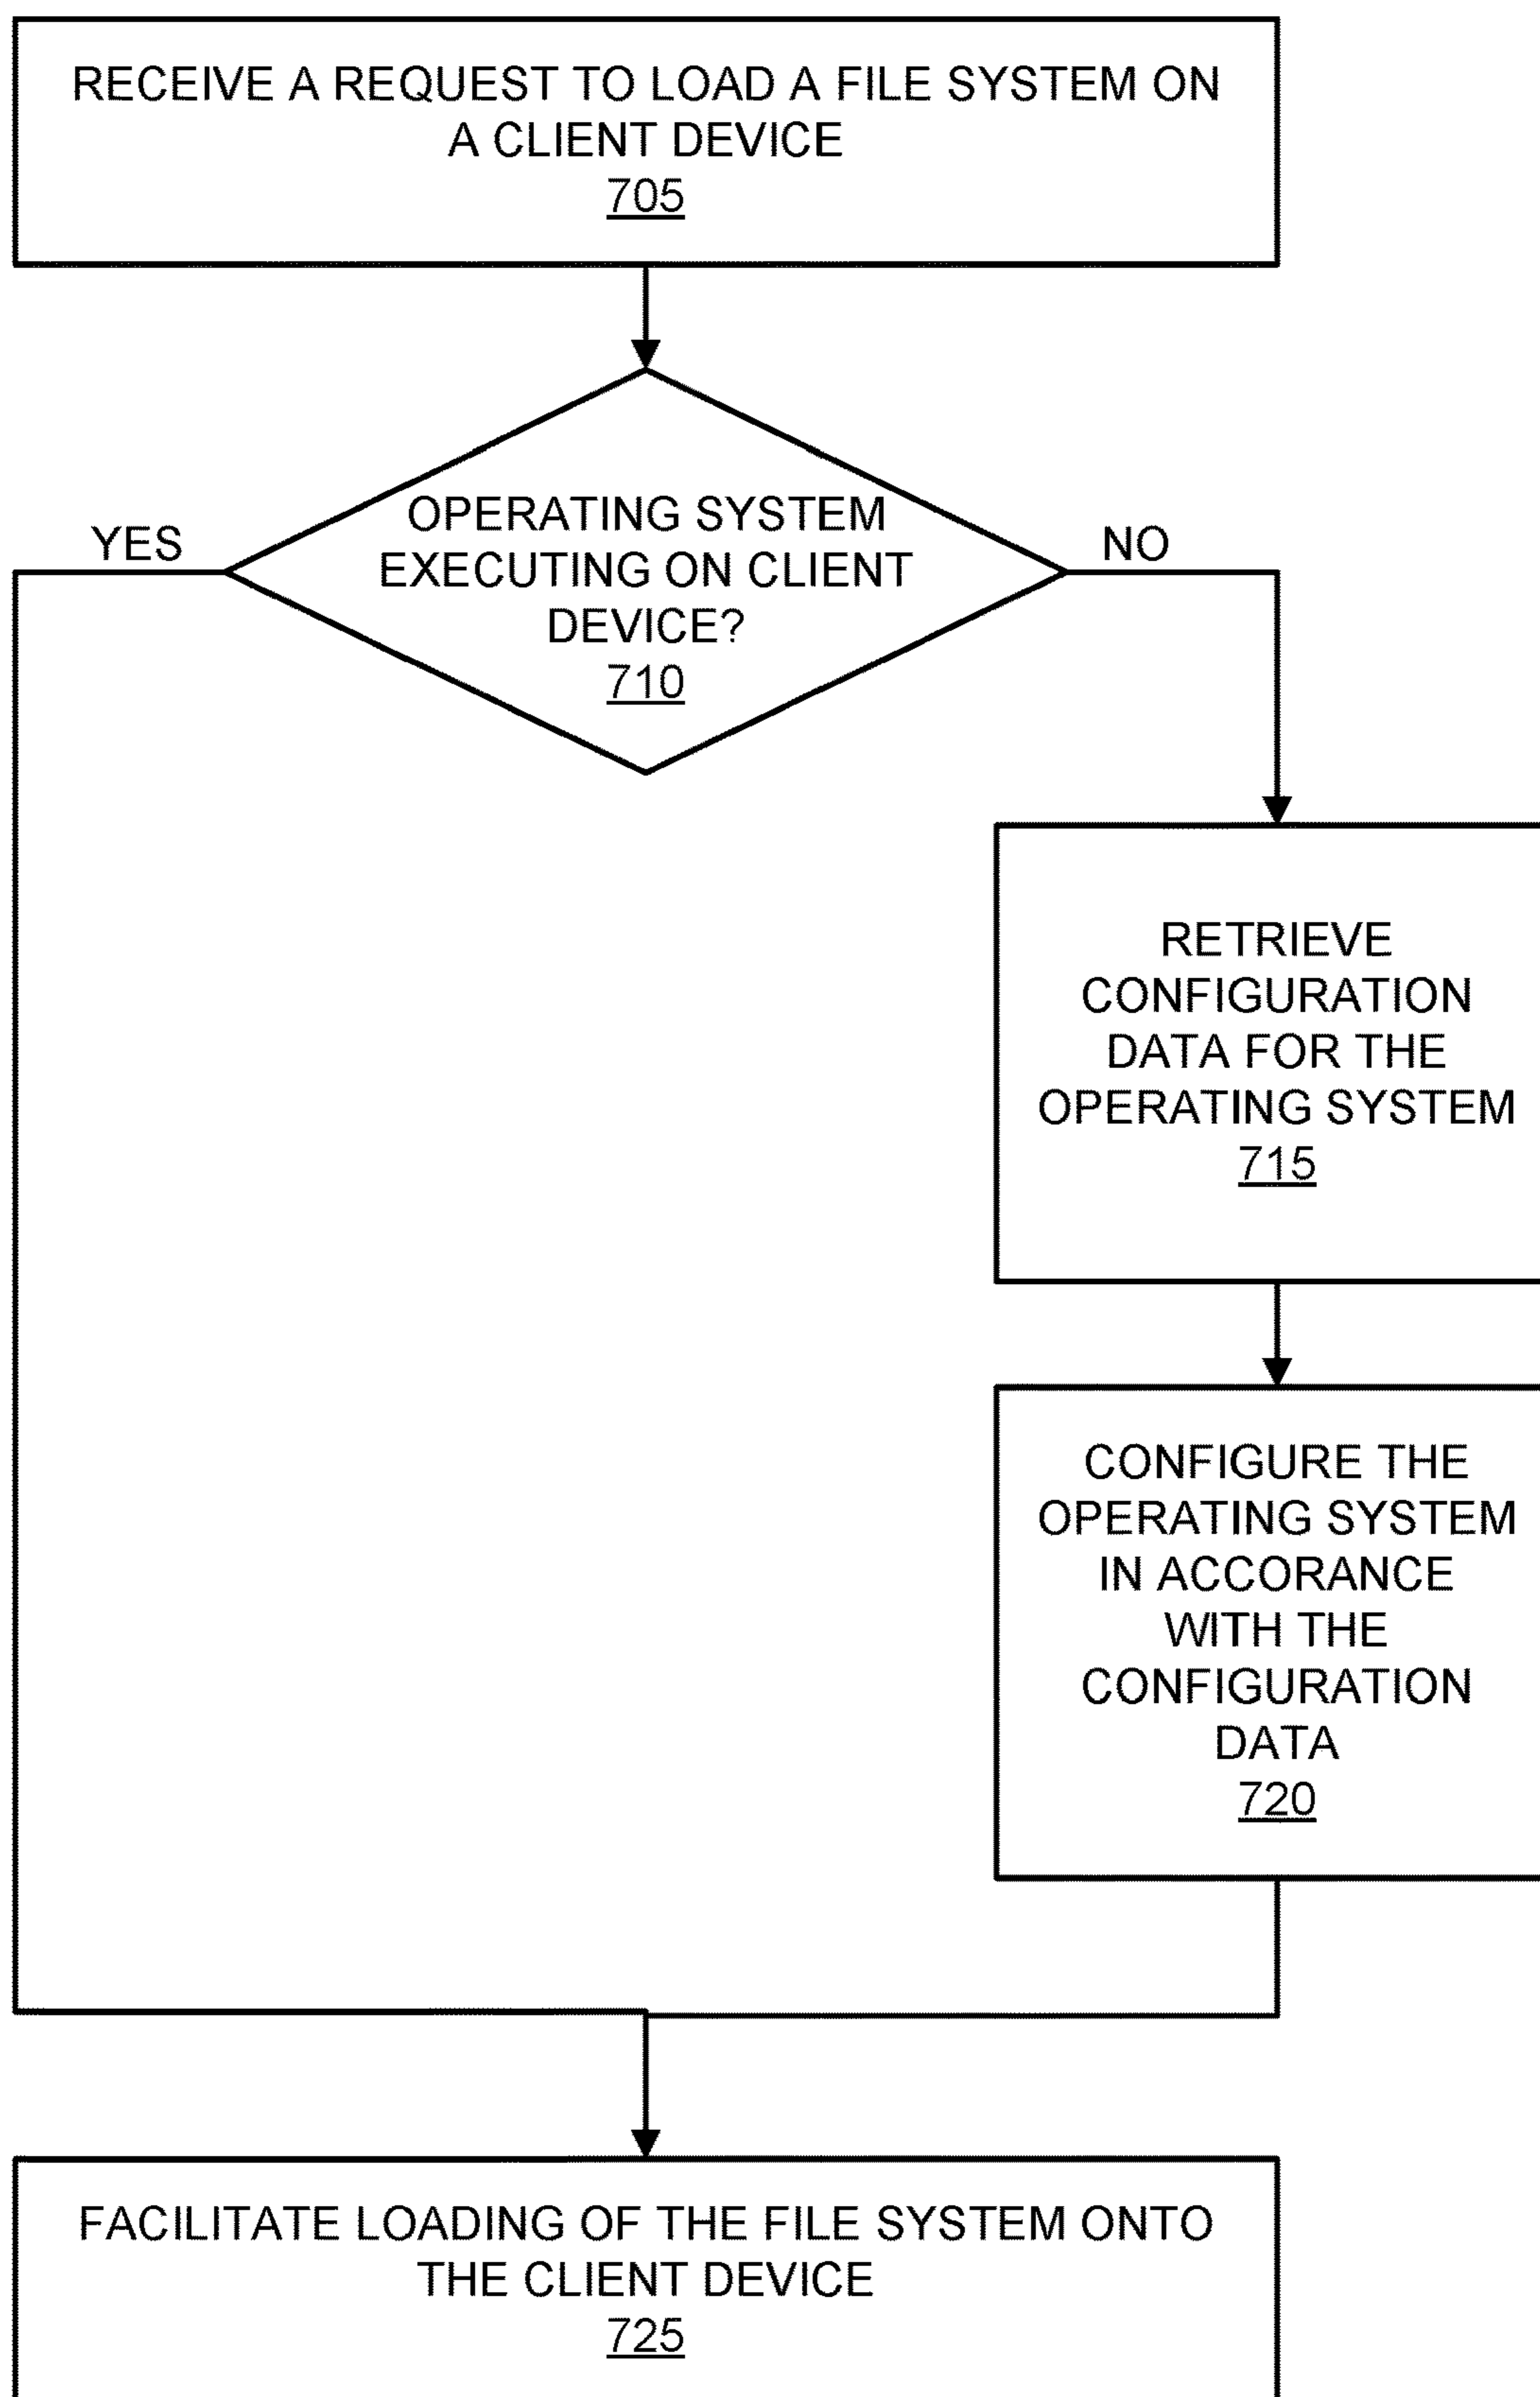 RECEIVE A REQUEST TO LOAD A FILE SYSTEM ON
A CLIENT DEVICE
705
OPERATING SYSTEM
EXECUTING ON CLIENT
DEVICE?
710
YES
NO
RETRIEVE
CONFIGURATION
DATA FOR THE
OPERATING SYSTEM
715
CONFIGURE THE
OPERATING SYSTEM
IN ACCORANCE
WITH THE
CONFIGURATION
DATA
720
FACILITATE LOADING OF THE FILE SYSTEM ONTO
THE CLIENT DEVICE
725